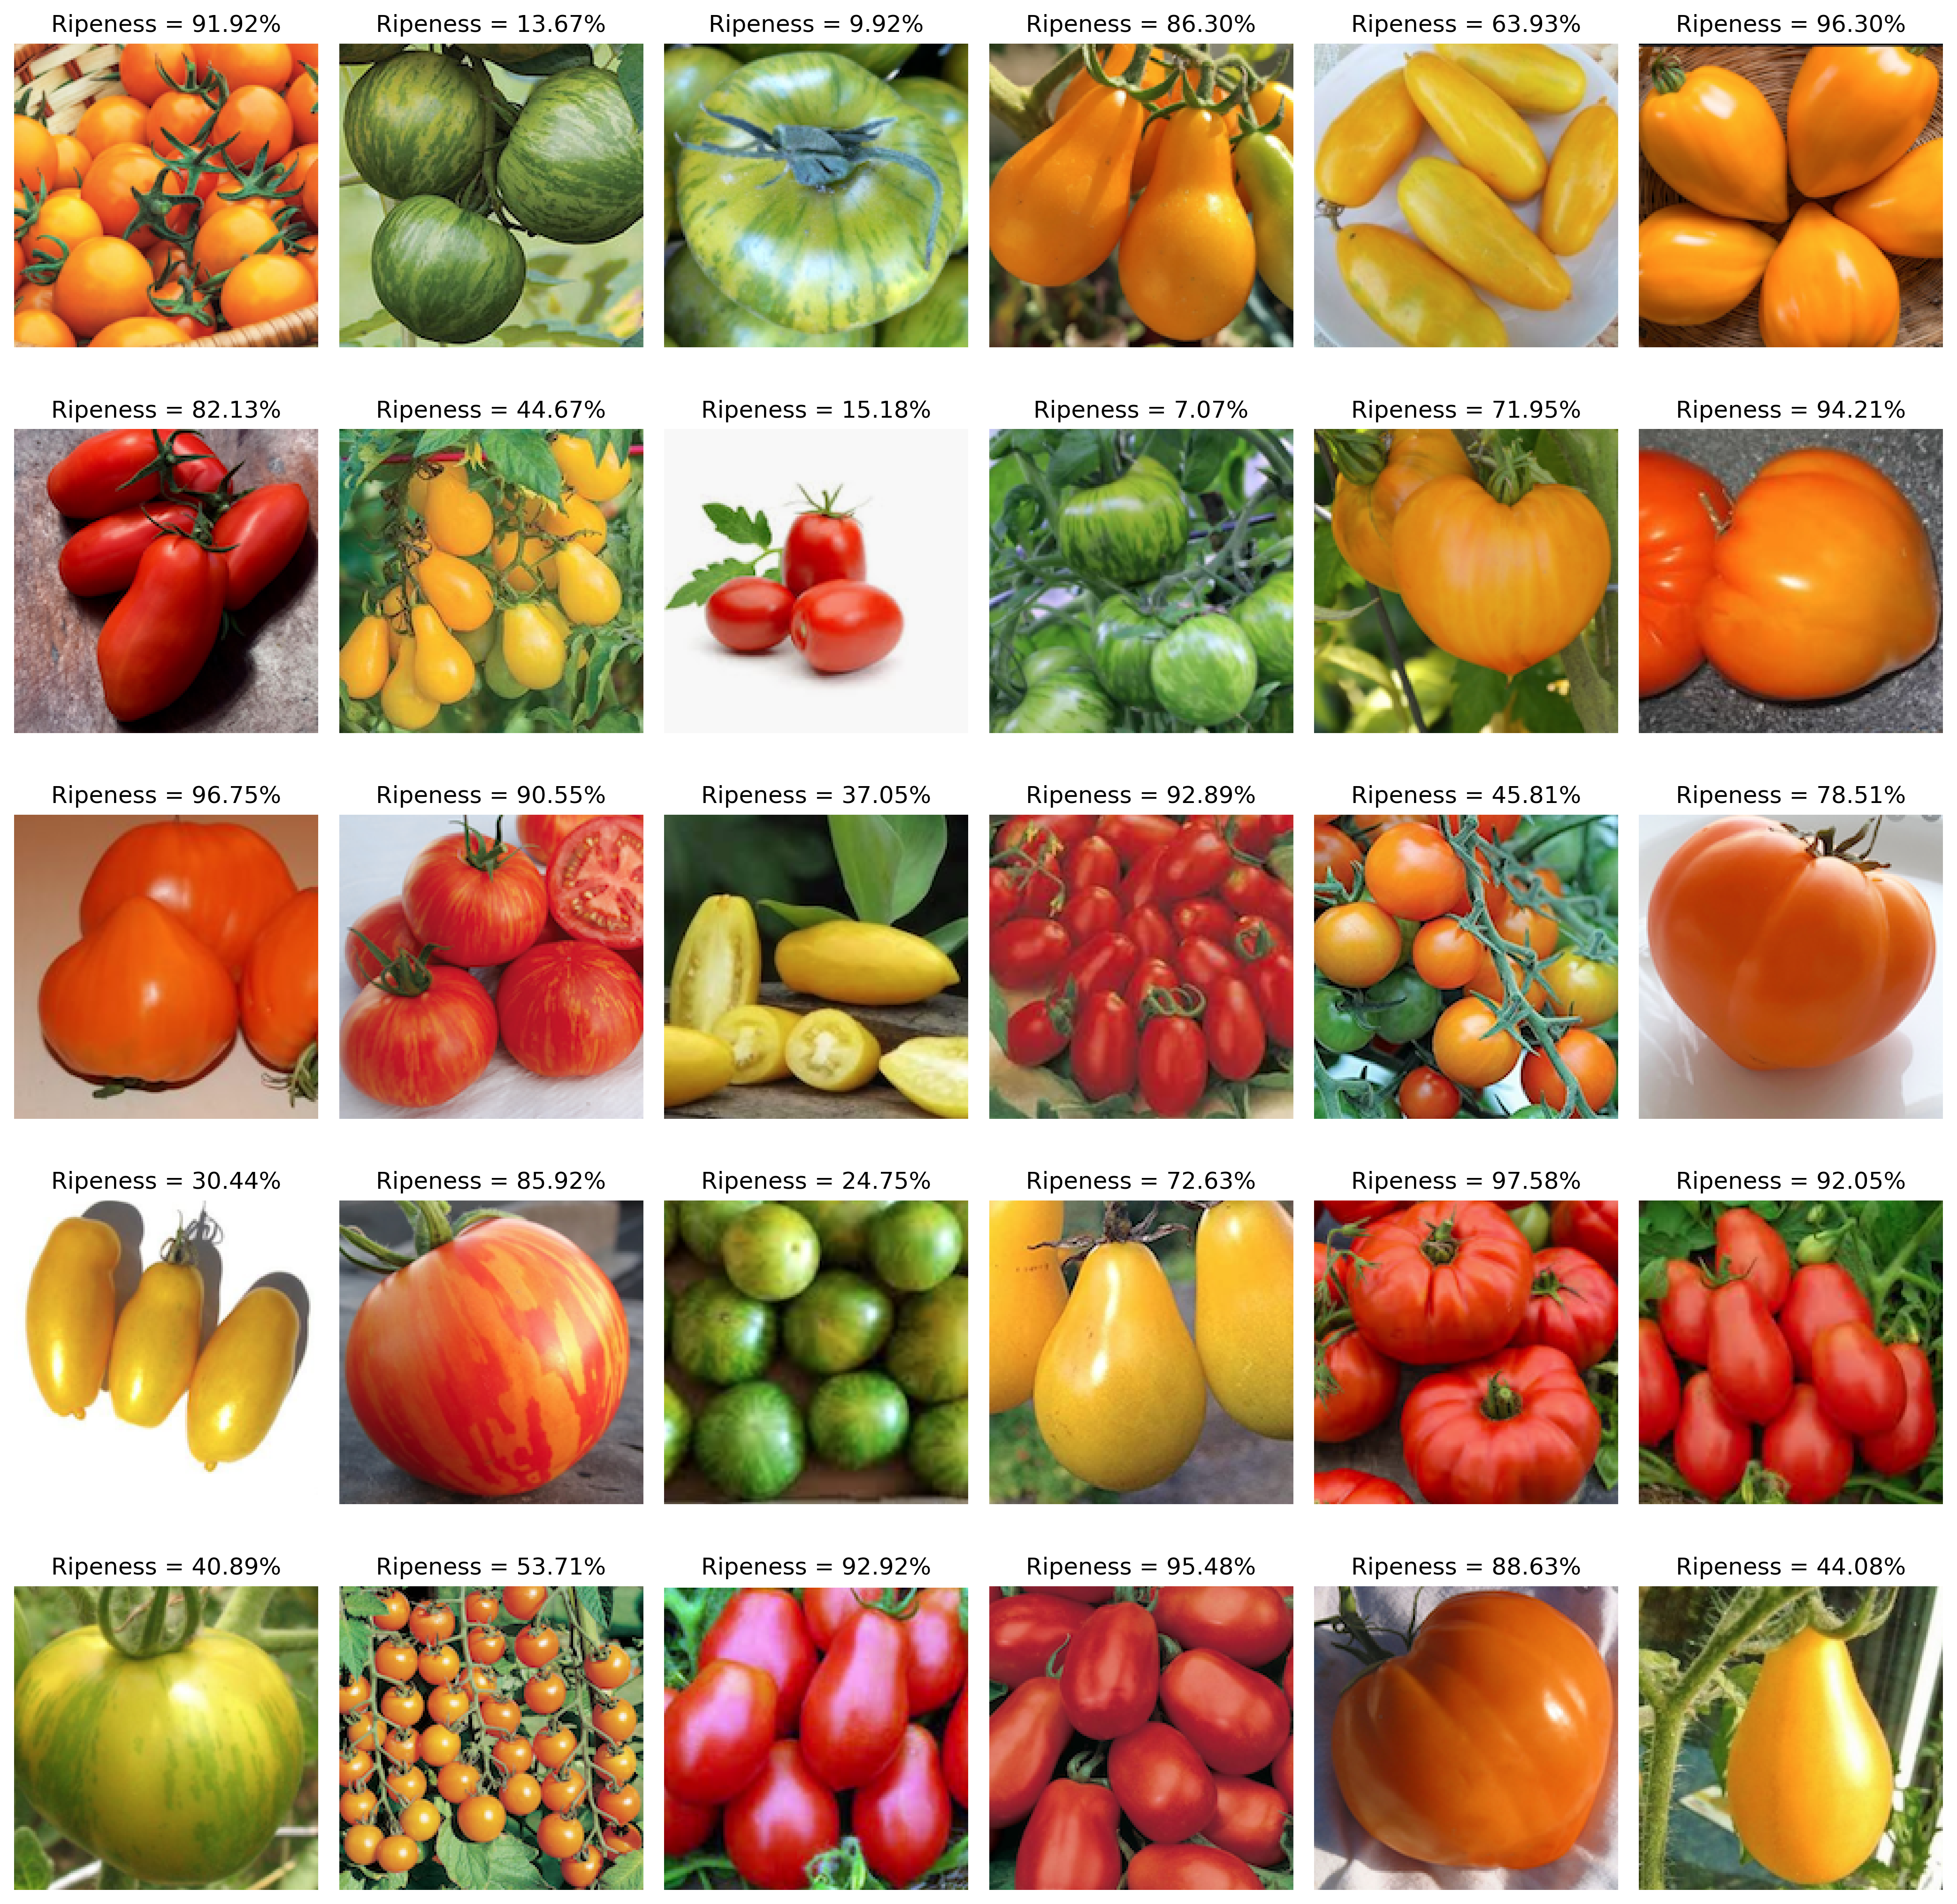 Ripeness = 91.92%
Ripeness = 13.67%
Ripeness = 9.92%
Ripeness = 86.30%
Ripeness = 63.93%
Ripeness = 96.30%
Ripeness = 82.13%
Ripeness = 44.67%
Ripeness = 15.18%
Ripeness = 7.07%
Ripeness = 71.95%
Ripeness = 94.21%
Ripeness = 96.75%
Ripeness = 90.55%
Ripeness = 37.05%
Ripeness = 92.89%
Ripeness = 45.81%
Ripeness = 78.51%
Ripeness = 30.44%
Ripeness = 85.92%
Ripeness = 24.75%
Ripeness = 72.63%
Ripeness = 97.58%
Ripeness = 92.05%
Ripeness = 40.89%
Ripeness = 53.71%
Ripeness = 92.92%
Ripeness = 95.48%
Ripeness = 88.63%
Ripeness = 44.08%